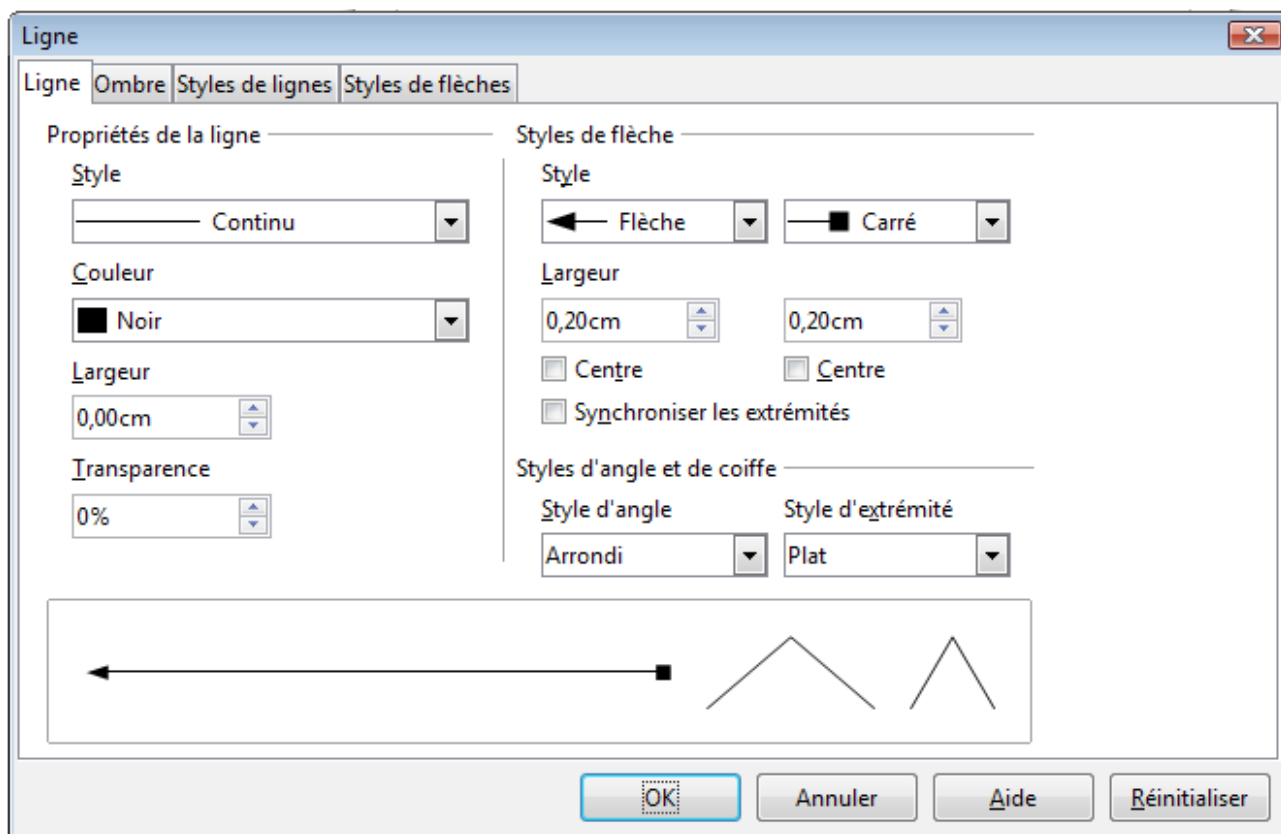 Ligne
Ligne Ombre Styles de lignes Styles de flèches
Propriétés de la ligne
Style
Continu
Couleur
Noir
Largeur
0,00cm
Transparence
0%
Styles de flèche
Style
Flèche Carré
Largeur
0,20cm 0,20cm
Centre Centre
Synchroniser les extrémités
Styles d'angle et de coiffe
Style d'angle Style d'extrémité
Arrondi Plat
OK Annuler Aide Réinitialiser